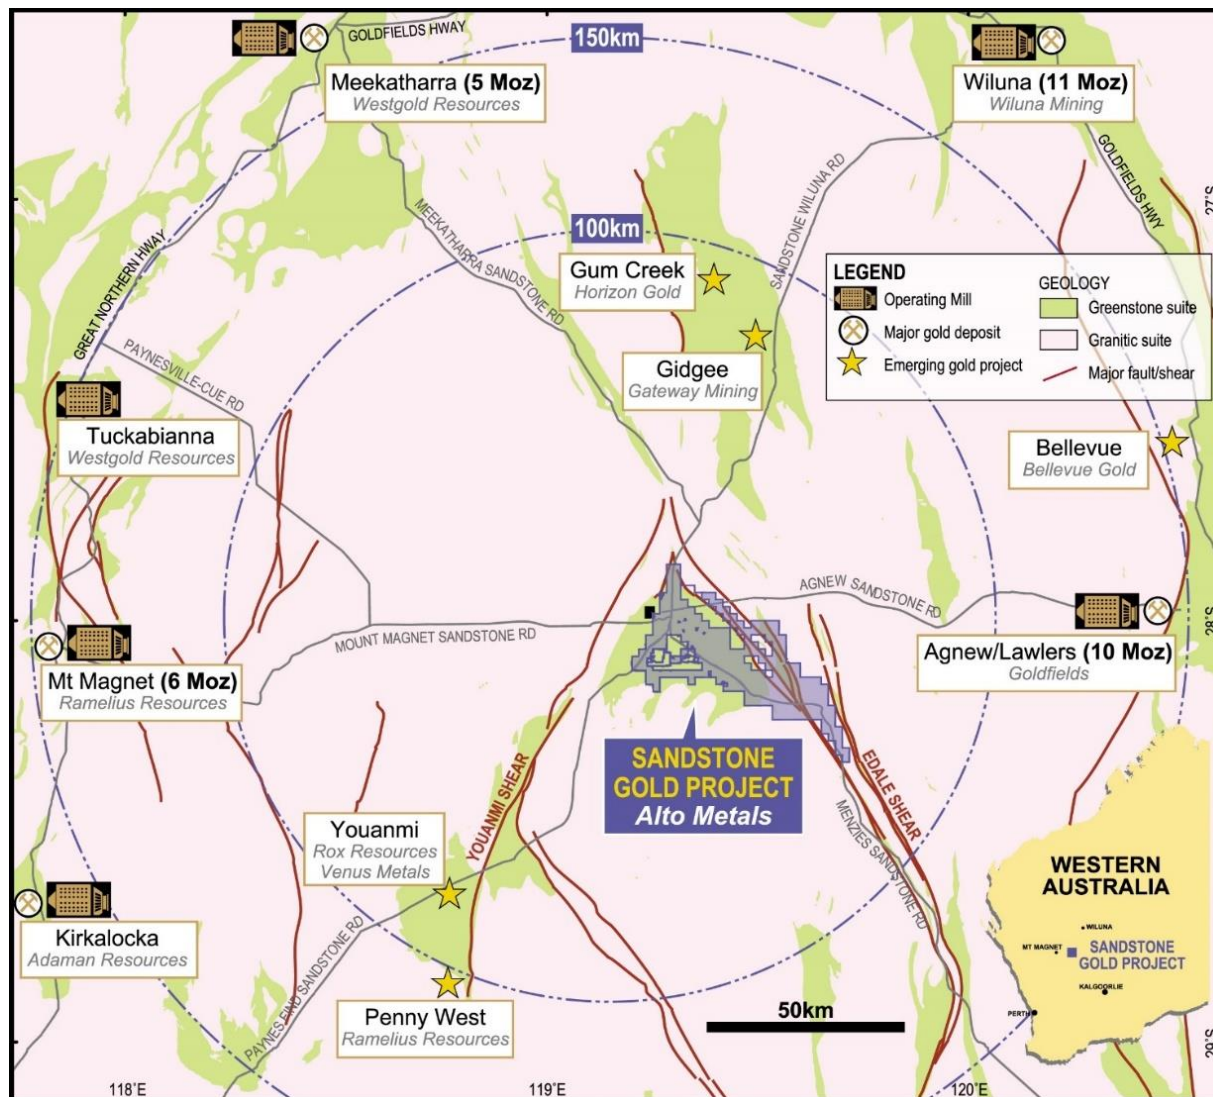 GOLDFIELDS HWAY
150km
Meekatharra (5 Moz)
Westgold Resources
Wiluna (11 Moz)
Wiluna Mining
GOLDFIELDS HWY
27°S
MEEKATHARRA SANDSTONE RD
SANDSTONE WILUNA RD
100km
GREAT NORTHERN HWAY
Gum Creek
Horizon Gold
LEGEND
Operating Mill
Major gold deposit
Emerging gold project
GEOLOGY
Greenstone suite
Granitic suite
Major fault/shear
PAYNESVILLE-CUE RD
Gidgee
Gateway Mining
Tuckabianna
Westgold Resources
Bellevue
Bellevue Gold
AGNEW SANDSTONE RD
MOUNT MAGNET SANDSTONE RD
28°S
Mt Magnet (6 Moz)
Ramelius Resources
Agnew/Lawlers (10 Moz)
Goldfields
SANDSTONE
GOLD PROJECT
Alto Metals
YOUANMI SHEAR
EDALE SHEAR
MENZIES SANDSTONE RD
Youanmi
Rox Resources
Venus Metals
Kirkalocka
Adaman Resources
PAYNES FIND SANDSTONE RD
Penny West
Ramelius Resources
50km
WESTERN
AUSTRALIA
WILUNA
MT MAGNET
SANDSTONE
GOLD PROJECT
KALGOORLIE
PERTH
29°S
118°E
119°E
120°E